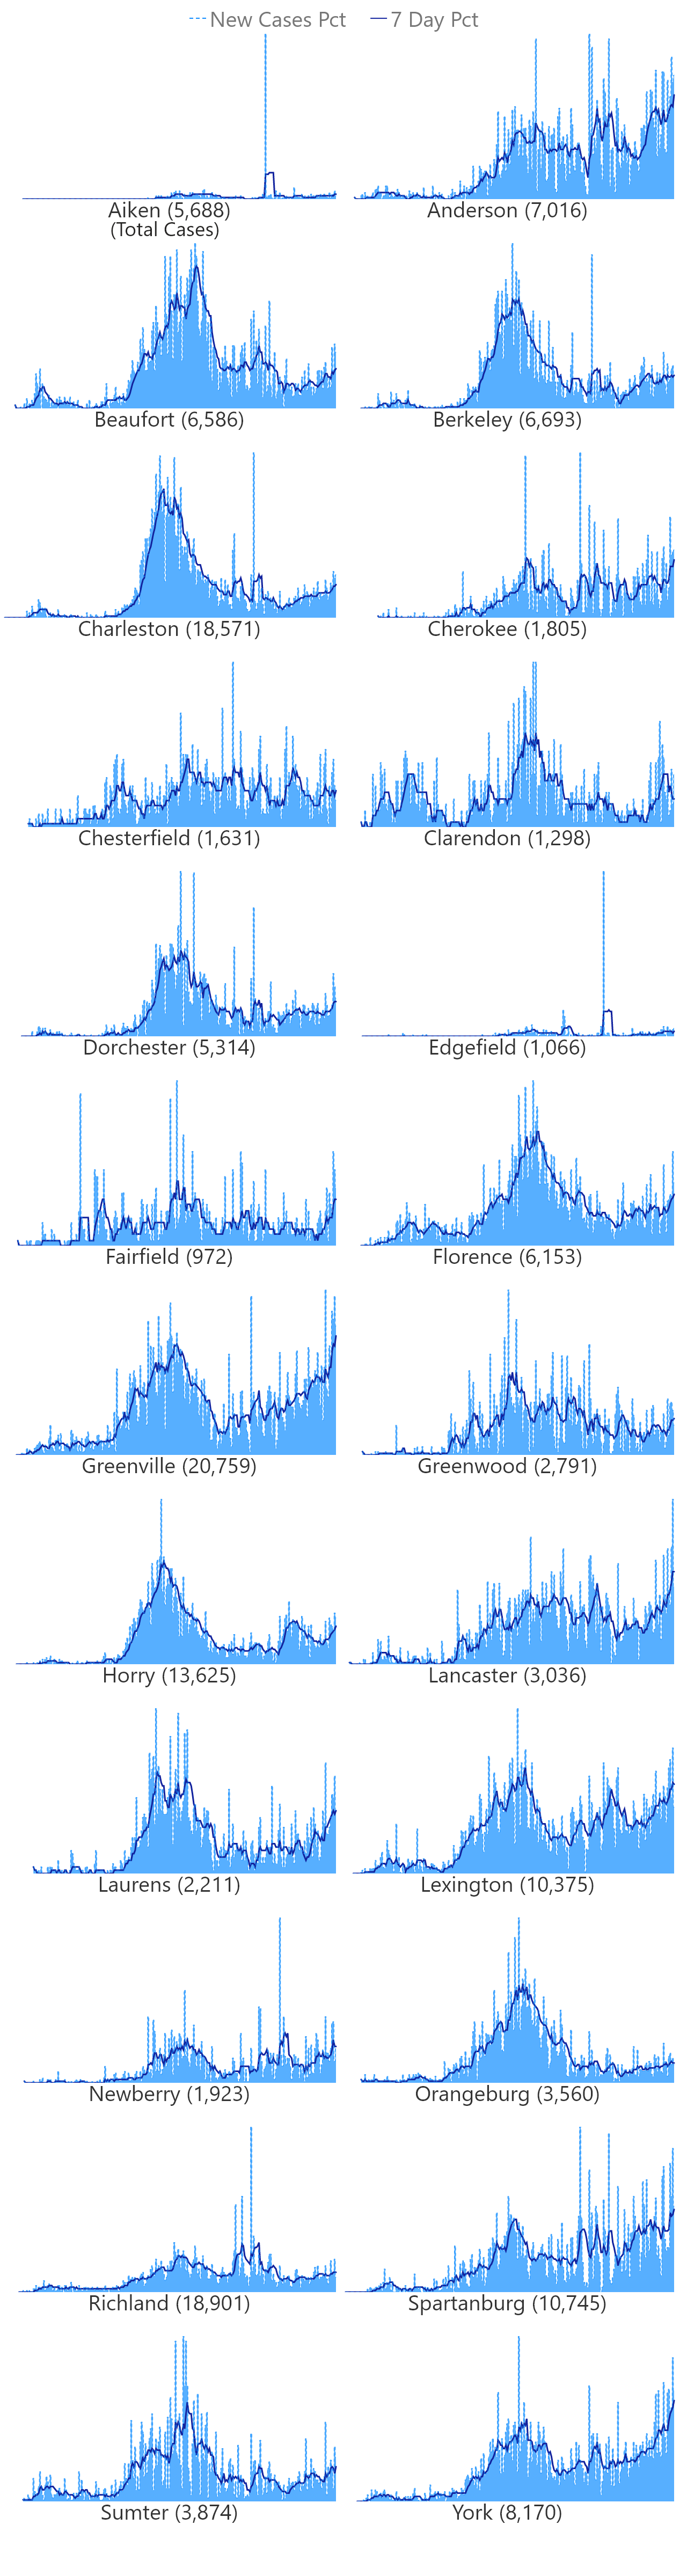 New Cases Pct 7 Day Pct
Aiken (5,688) Anderson (7,016)
(Total Cases)
Beaufort (6,586) Berkeley (6,693)
Charleston (18,571) Cherokee (1,805)
Chesterfield (1,631) Clarendon (1,298)
Dorchester (5,314) Edgefield (1,066)
Fairfield (972) Florence (6,153)
Greenville (20,759) Greenwood (2,791)
Horry (13,625) Lancaster (3,036)
Laurens (2,211) Lexington (10,375)
Newberry (1,923) Orangeburg (3,560)
Richland (18,901) Spartanburg (10,745)
Sumter (3,874) York (8,170)